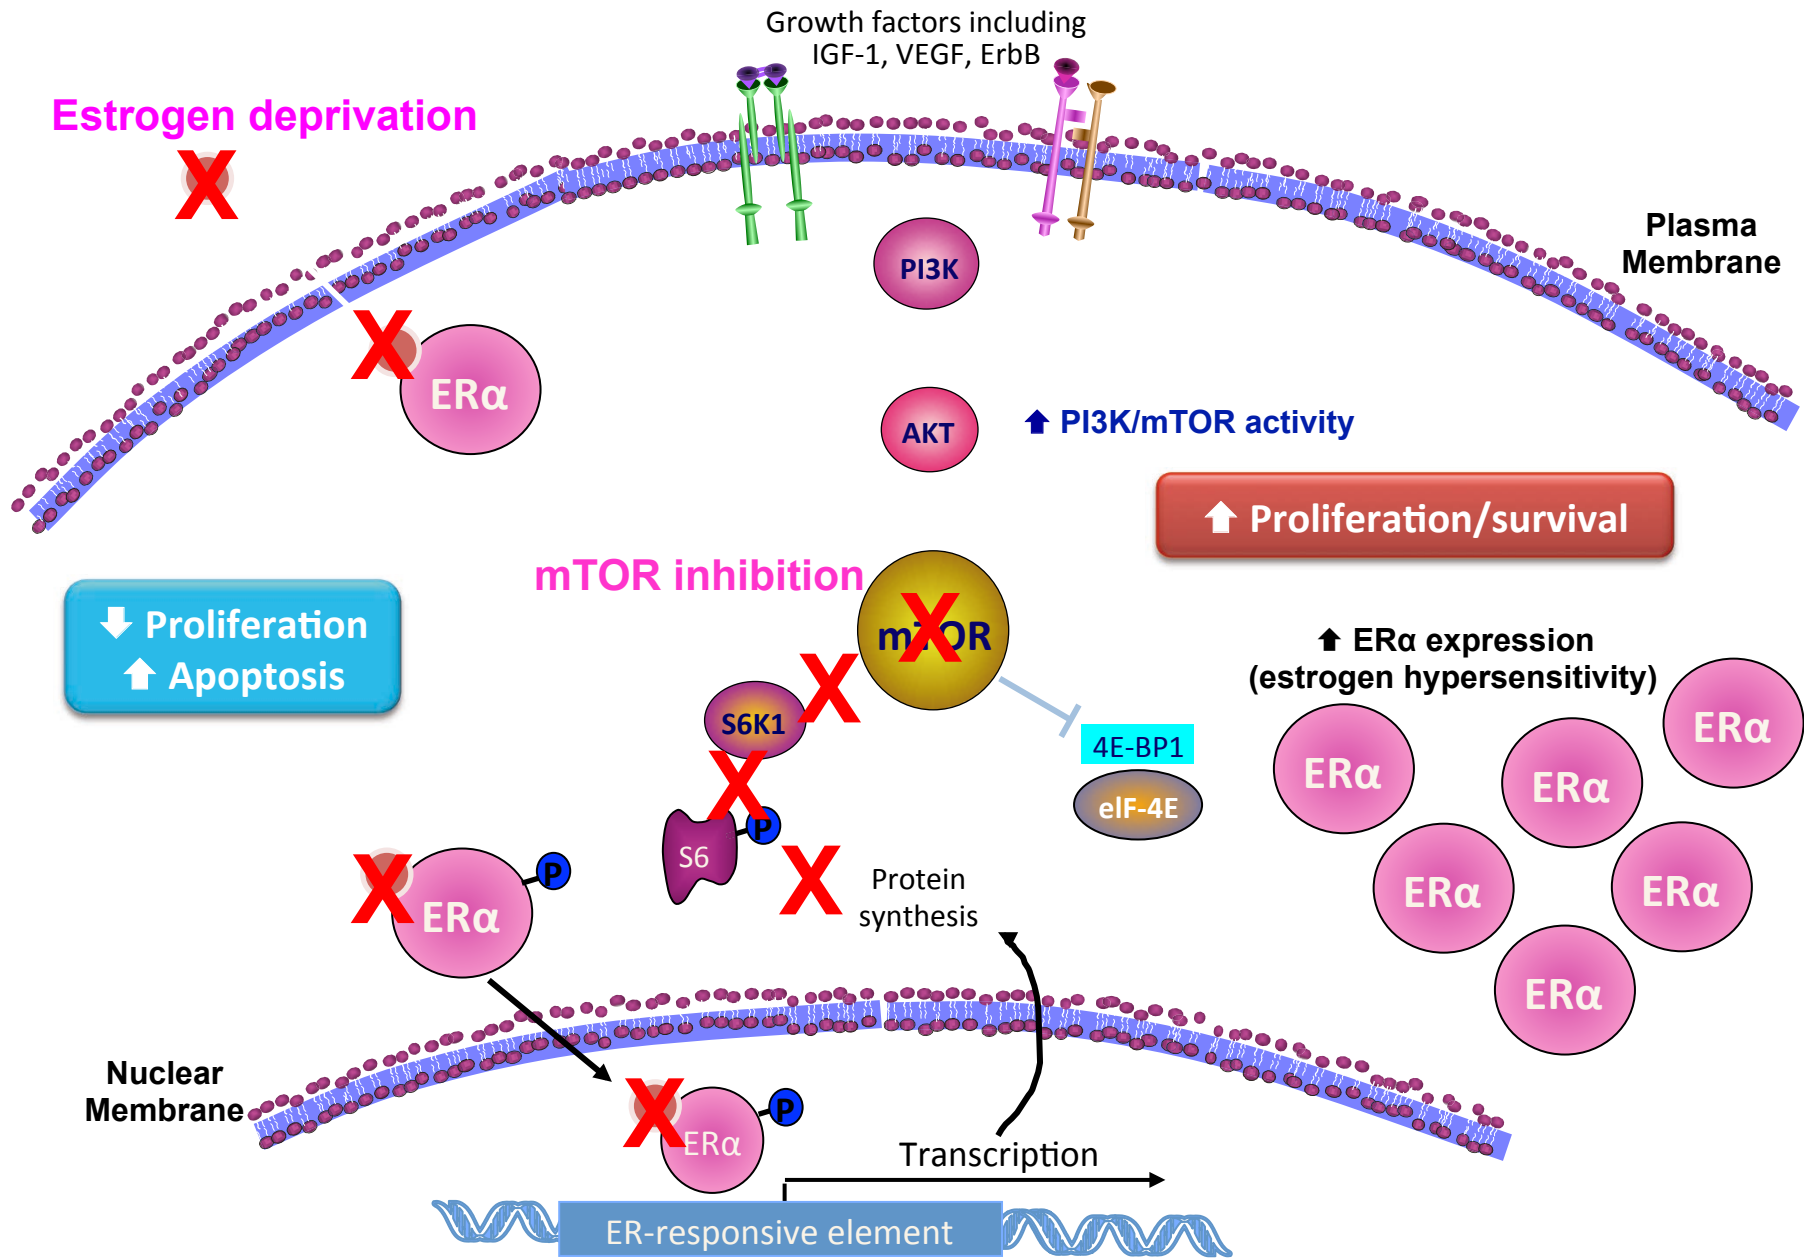 Growth factors including
IGF-1, VEGF, ErbB
Estrogen deprivation
X
Plasma
Membrane
PI3K
X
ERα
AKT
PI3K/mTOR activity
Proliferation/survival
mTOR inhibition
mTOR
X
Proliferation
Apoptosis
ERα expression
(estrogen hypersensitivity)
X
S6K1
4E-BP1
eIF-4E
X
P
S6
X
Protein
synthesis
ERα
ERα
ERα
ERα
ERα
ERα
X
ERα
P
Nuclear
Membrane
X
ERα
P
Transcription
ER-responsive element